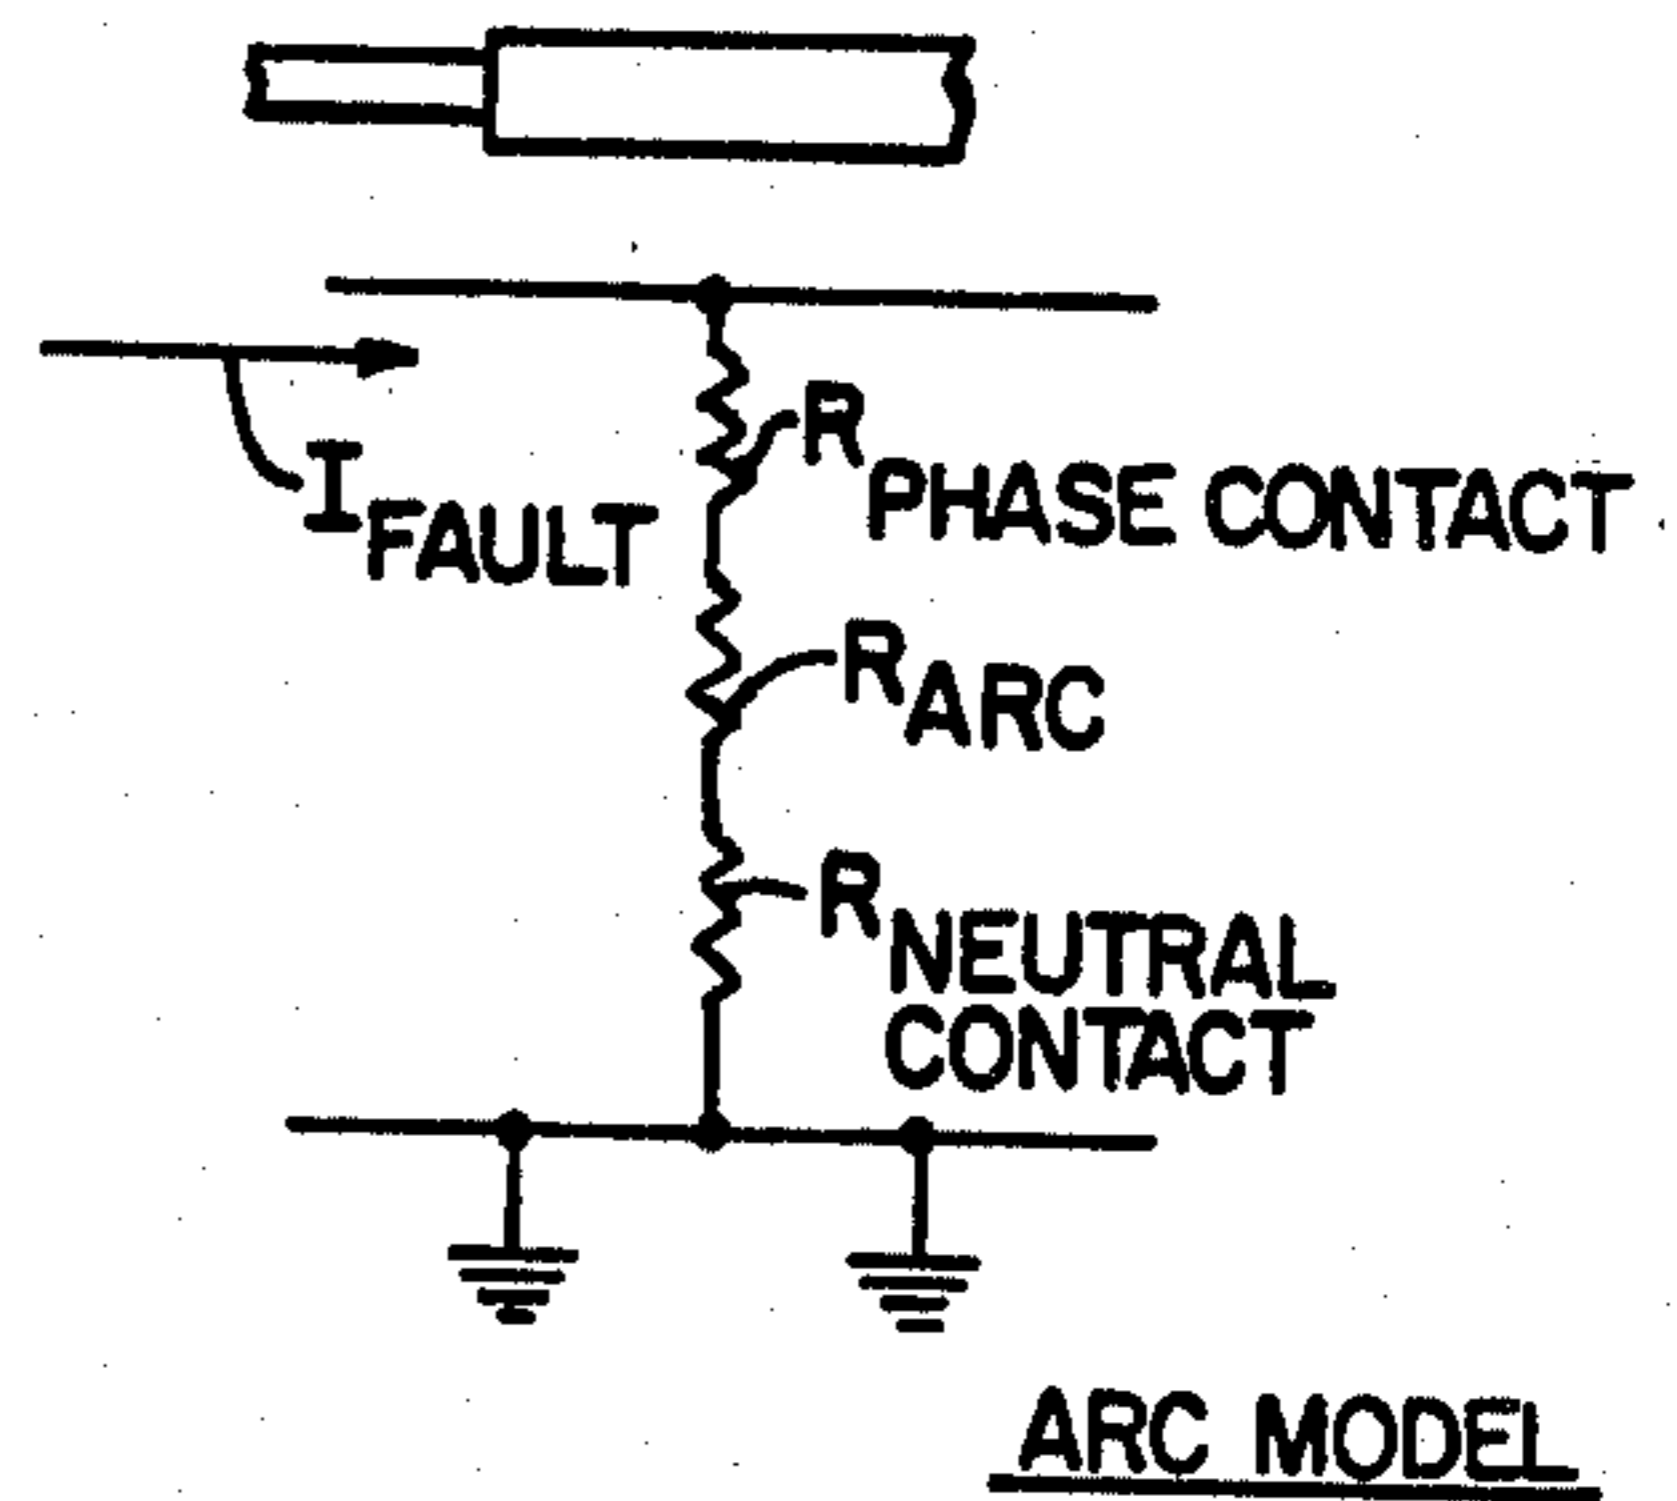 R PHASE CONTACT
I FAULT
R ARC
R NEUTRAL
CONTACT
ARC MODEL